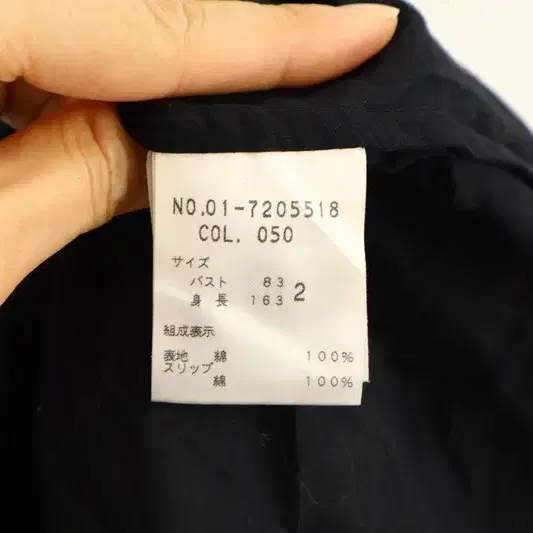 NO.01-7205518
COL. 050
サイズ
バスト 83 2
身長 163
組成表示
表地 綿 100%
スリップ
綿 100%